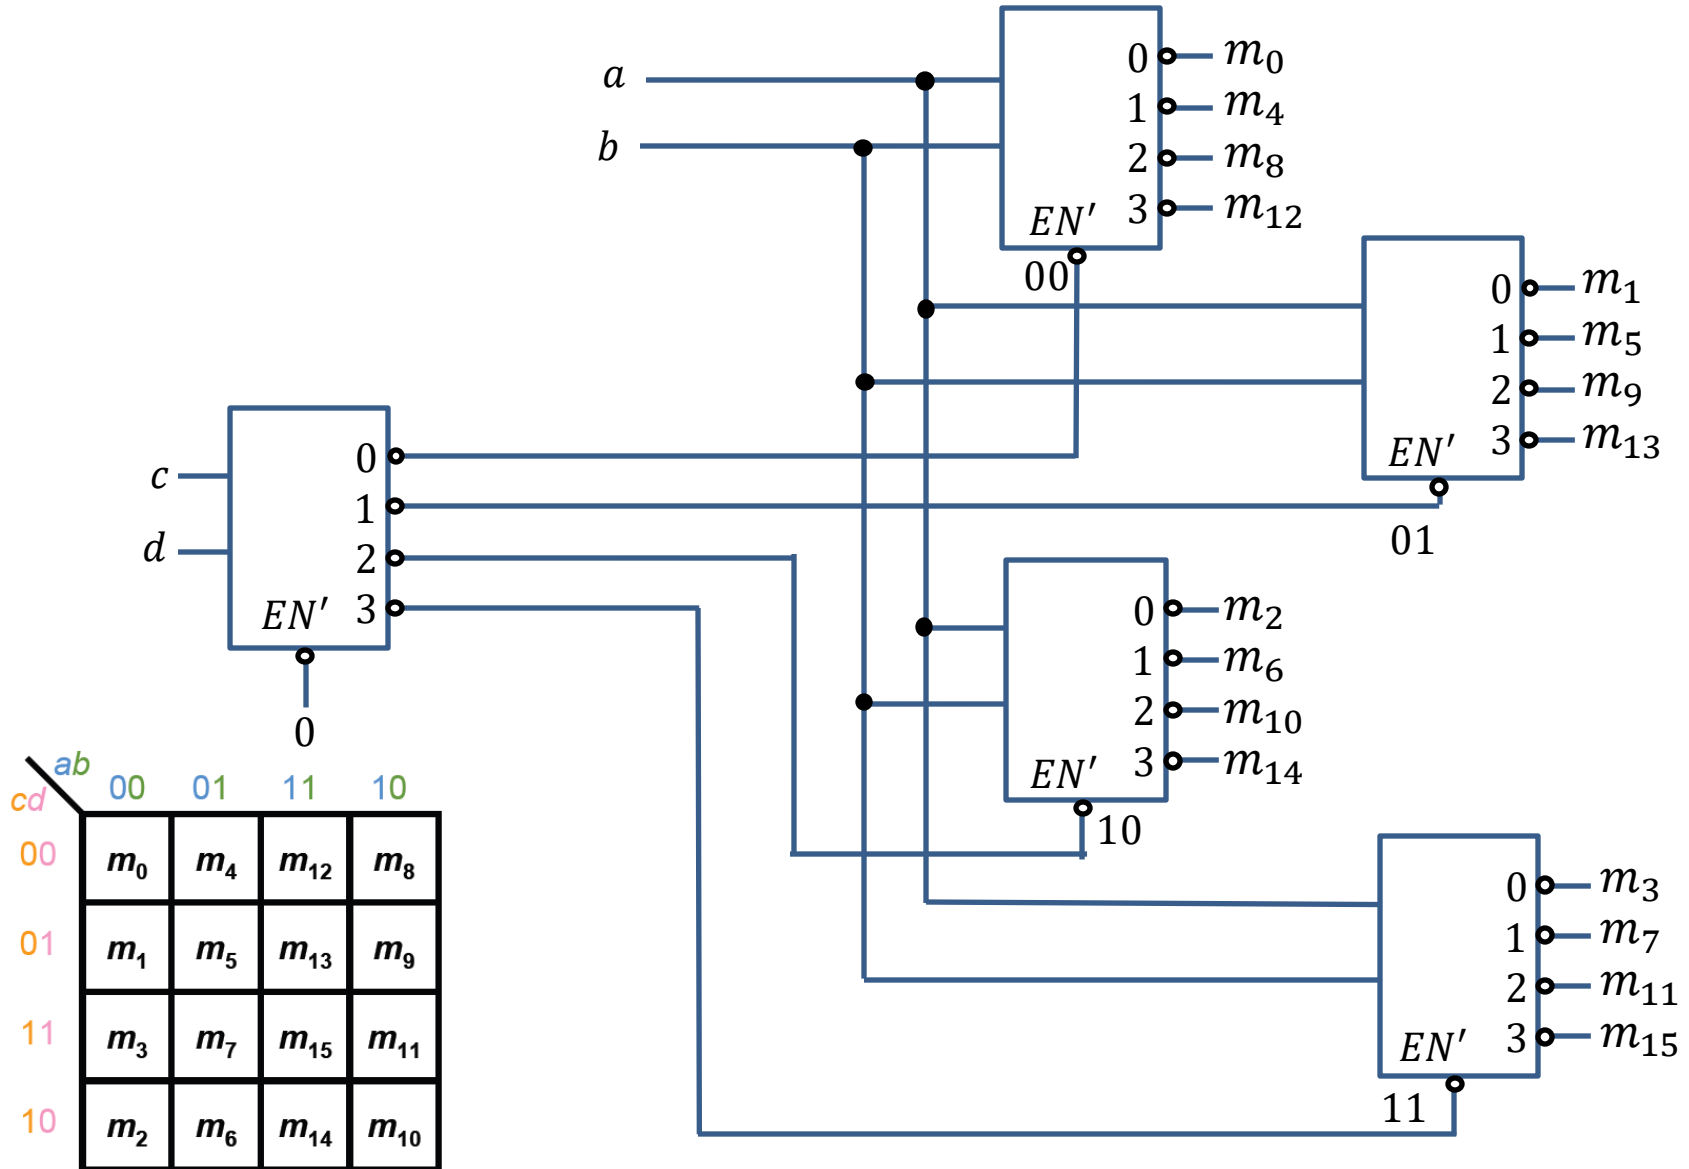 a
b
0 m₀
1 m₄
2 m₈
3 m₁₂
EN′
00
0 m₁
1 m₅
2 m₉
3 m₁₃
EN′
01
c
d
0
1
2
3
EN′
0
0 m₂
1 m₆
2 m₁₀
3 m₁₄
EN′
10
0 m₃
1 m₇
2 m₁₁
3 m₁₅
EN′
11
ab
cd
00 01 11 10
00 m₀ m₄ m₁₂ m₈
01 m₁ m₅ m₁₃ m₉
11 m₃ m₇ m₁₅ m₁₁
10 m₂ m₆ m₁₄ m₁₀